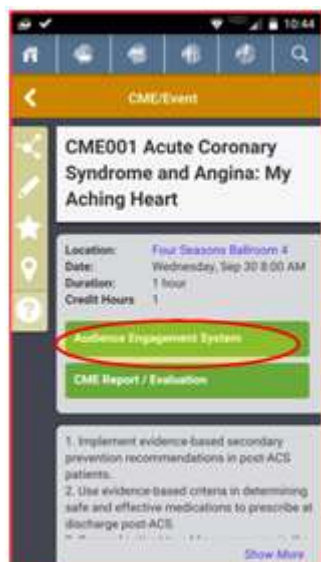 10:44
CME/Event
CME001 Acute Coronary
Syndrome and Angina: My
Aching Heart
Location: Four Seasons Ballroom 4
Date: Wednesday, Sep 30 8:00 AM
Duration: 1 hour
Credit Hours 1
Audience Engagement System
CME Report / Evaluation
1. Implement evidence-based secondary
prevention recommendations in post-ACS
patients.
2. Use evidence-based criteria in determining
safe and effective medications to prescribe at
discharge post-ACS.
Show More